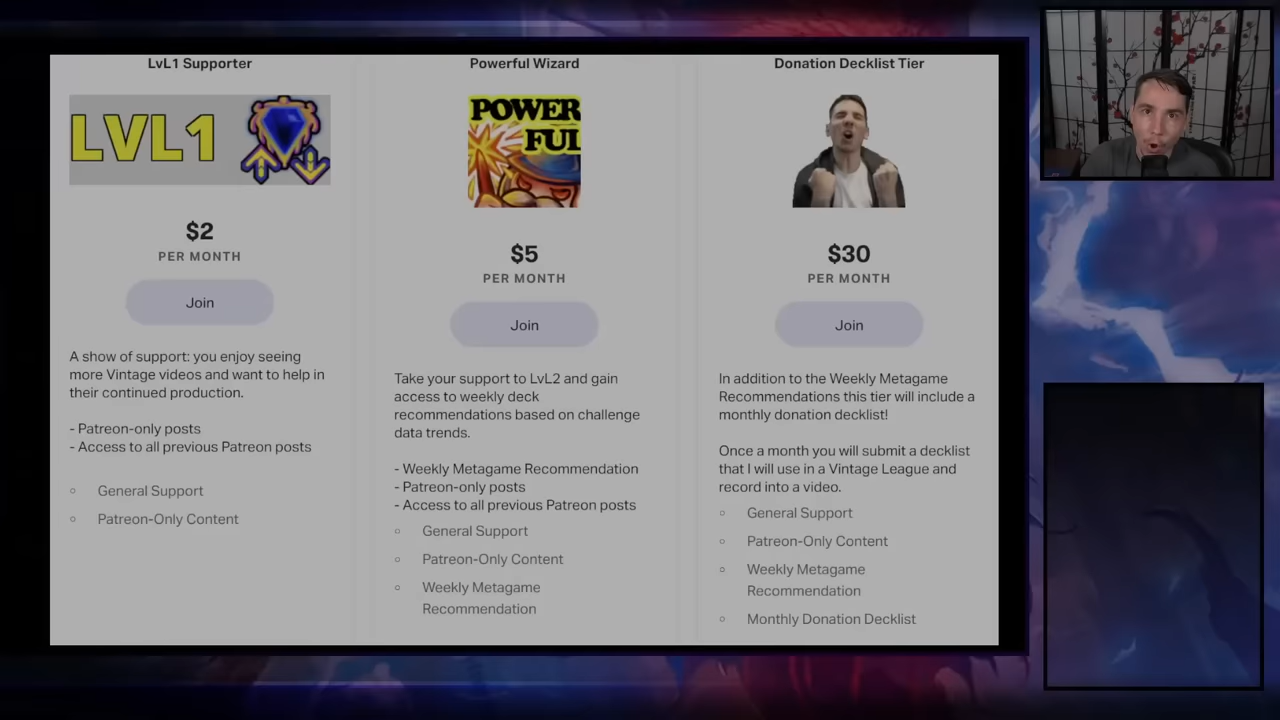 LvL1 Supporter
LVL1
$2
PER MONTH
Join
A show of support: you enjoy seeing
more Vintage videos and want to help in
their continued production.
- Patreon-only posts
- Access to all previous Patreon posts
General Support
Patreon-Only Content
Powerful Wizard
POWER
FUL
$5
PER MONTH
Join
Take your support to LvL2 and gain
access to weekly deck
recommendations based on challenge
data trends.
- Weekly Metagame Recommendation
- Patreon-only posts
- Access to all previous Patreon posts
General Support
Patreon-Only Content
Weekly Metagame
Recommendation
Donation Decklist Tier
$30
PER MONTH
Join
In addition to the Weekly Metagame
Recommendations this tier will include a
monthly donation decklist!
Once a month you will submit a decklist
that I will use in a Vintage League and
record into a video.
General Support
Patreon-Only Content
Weekly Metagame
Recommendation
Monthly Donation Decklist